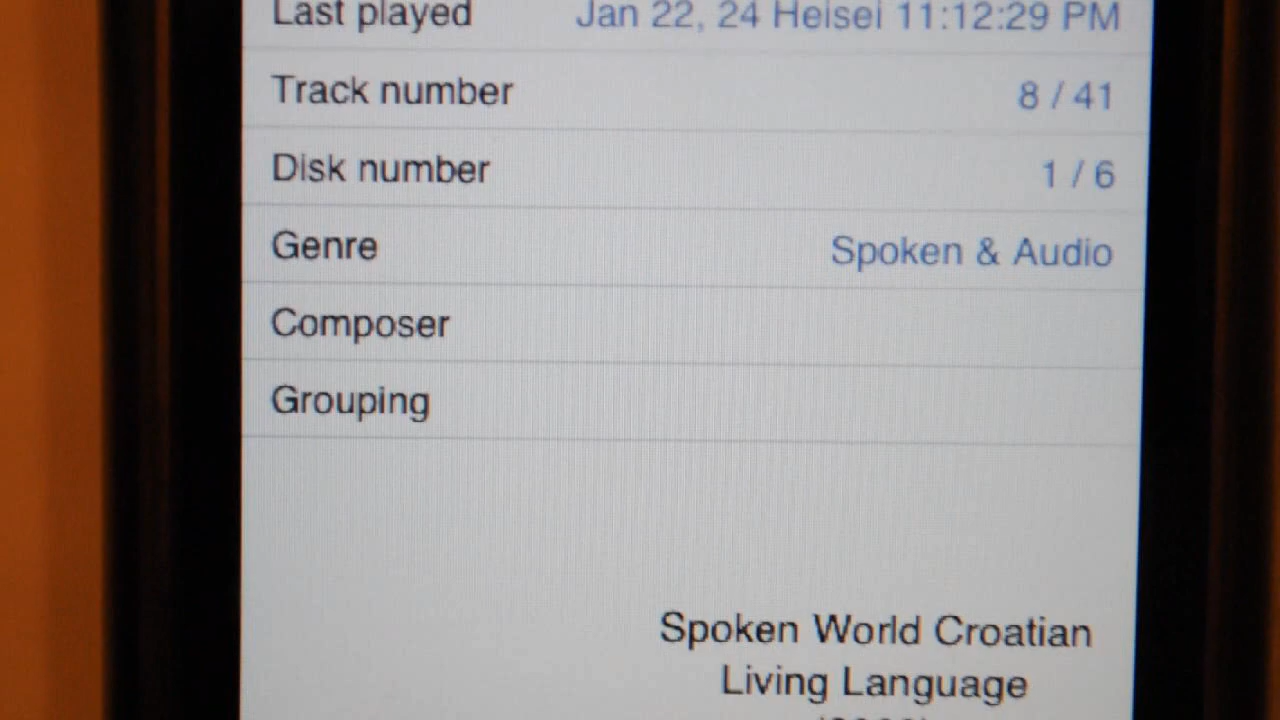 Last played Jan 22, 24 Heisei 11:12:29 PM
Track number 8 / 41
Disk number 1 / 6
Genre Spoken & Audio
Composer
Grouping
Spoken World Croatian
Living Language